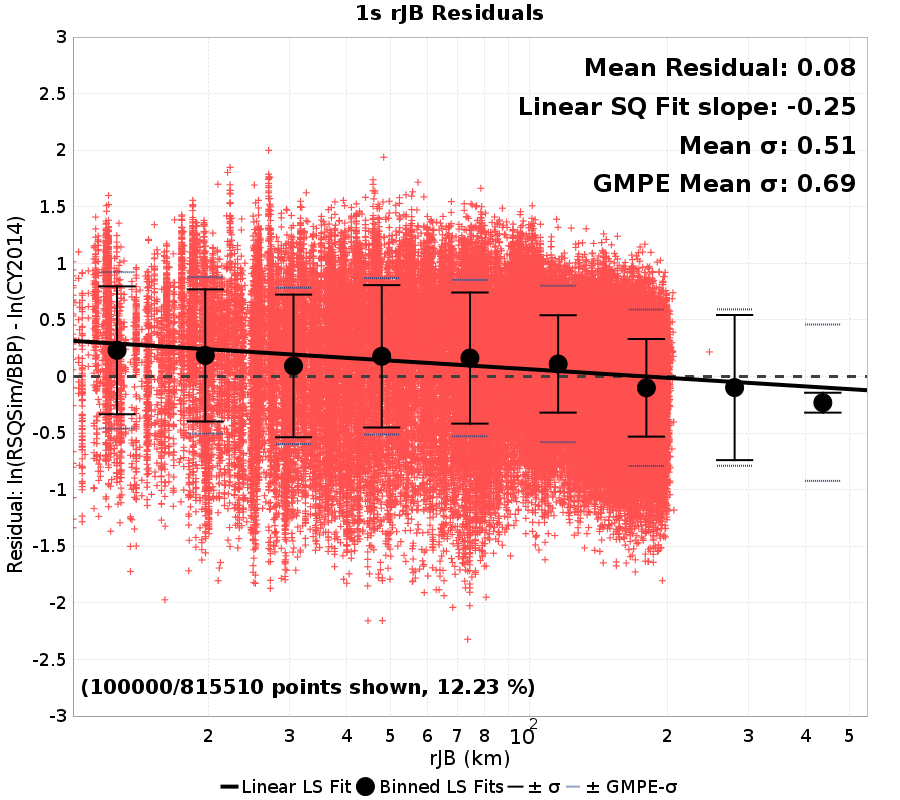 1s rJB Residuals
Mean Residual: 0.08
Linear SQ Fit slope: -0.25
Mean σ: 0.51
GMPE Mean σ: 0.69
Residual: ln(RSQSim/BBP) - ln(CY2014)
3
2.5
2
1.5
1
0.5
0
-0.5
-1
-1.5
-2
-2.5
-3
(100000/815510 points shown, 12.23 %)
2 3 4 5 6 7 8 10² 2 3 4 5
rJB (km)
Linear LS Fit Binned LS Fits ± σ ± GMPE-σ